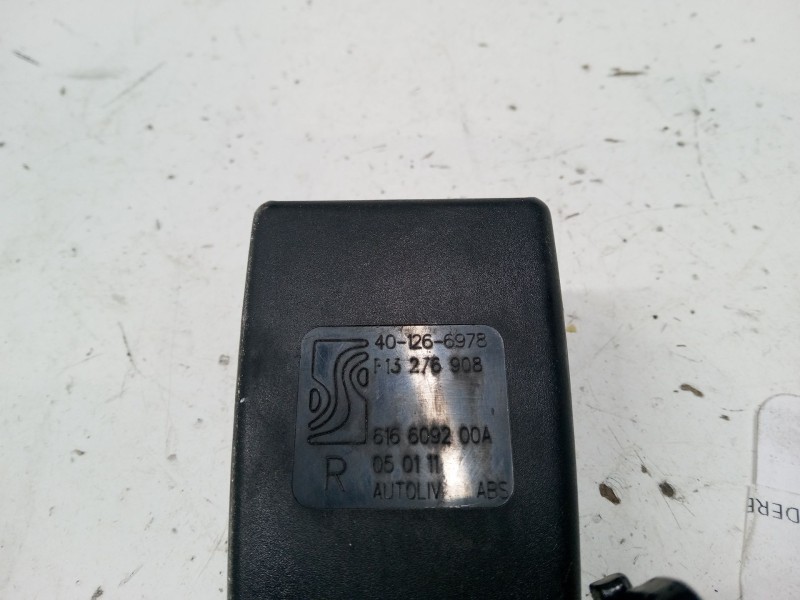 40-126-6978
P13 276 908
616 6092 00A
R 05 01 11
AUTOLIV ABS
DERE